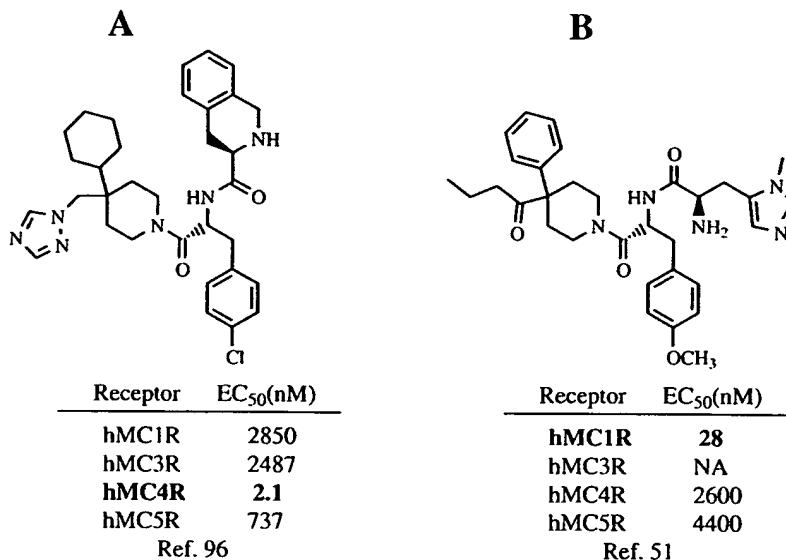 A
B
NH
HN
O
N
N
N
N
O
Cl
O
HN
N
NH₂
N
O
N
O
OCH₃
Receptor EC₅₀(nM)
hMC1R 2850
hMC3R 2487
hMC4R 2.1
hMC5R 737
Ref. 96
Receptor EC₅₀(nM)
hMC1R 28
hMC3R NA
hMC4R 2600
hMC5R 4400
Ref. 51